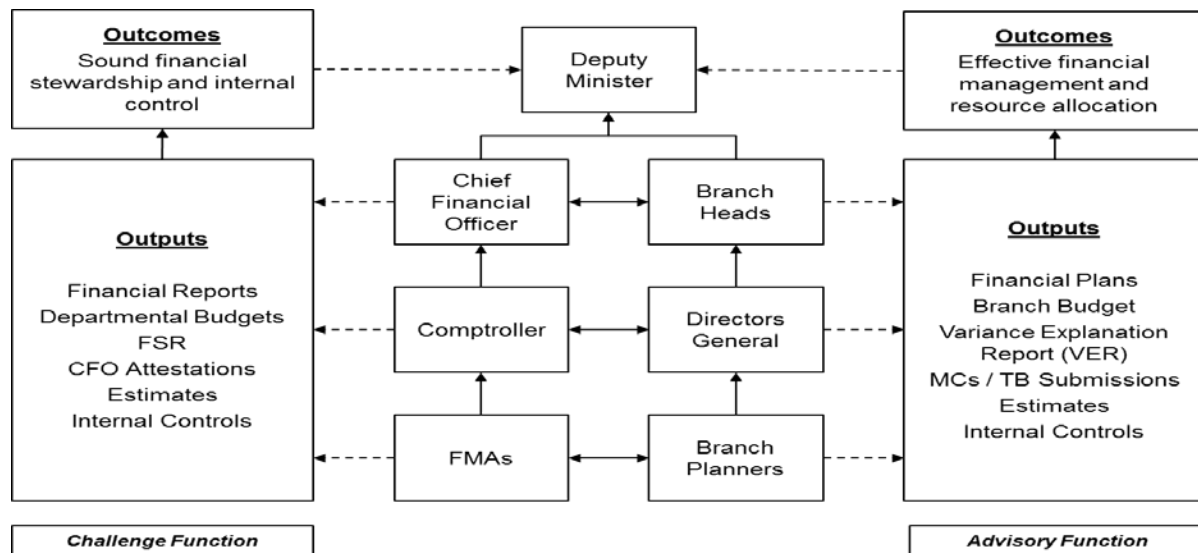 Outcomes
Sound financial
stewardship and internal
control
Deputy
Minister
Outcomes
Effective financial
management and
resource allocation
Outputs
Financial Reports
Departmental Budgets
FSR
CFO Attestations
Estimates
Internal Controls
Chief
Financial
Officer
Branch
Heads
Comptroller
Directors
General
FMAs
Branch
Planners
Outputs
Financial Plans
Branch Budget
Variance Explanation
Report (VER)
MCs / TB Submissions
Estimates
Internal Controls
Challenge Function
Advisory Function